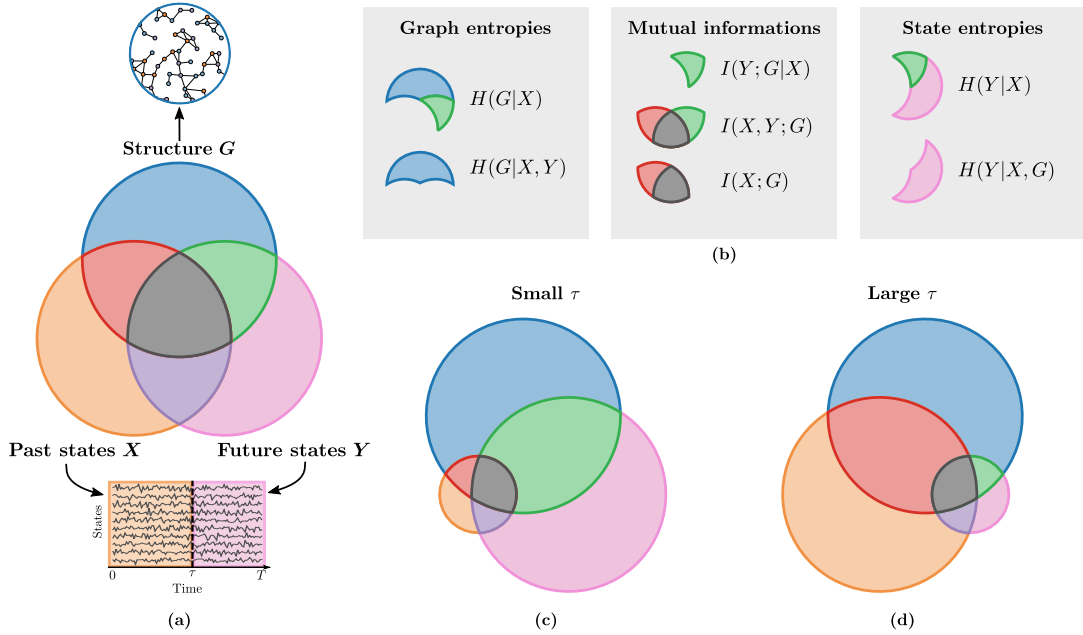 Structure G
Past states X
Future states Y
States
0
τ
T
Time
(a)
Graph entropies
H(G|X)
H(G|X, Y)
Mutual informations
I(Y; G|X)
I(X, Y; G)
I(X; G)
State entropies
H(Y|X)
H(Y|X, G)
(b)
Small τ
(c)
Large τ
(d)